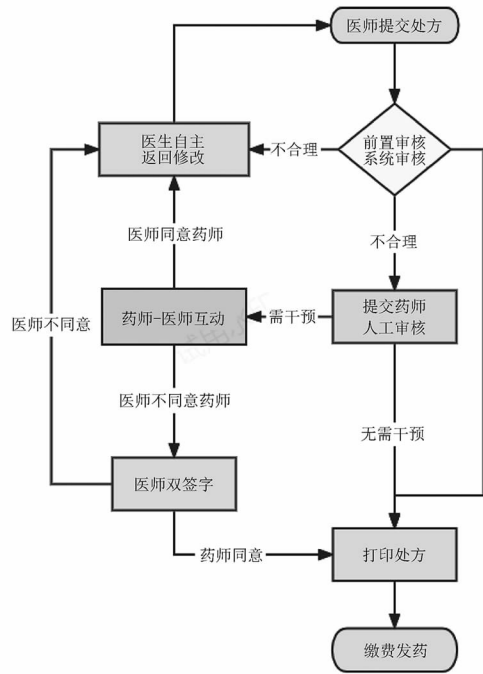 医师提交处方
医生自主
返回修改
不合理
前置审核
系统审核
医师同意药师
不合理
医师不同意
药师-医师互动
需干预
提交药师
人工审核
医师不同意药师
无需干预
医师双签字
药师同意
打印处方
缴费发药